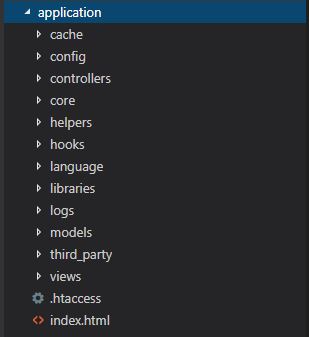 application
cache
config
controllers
core
helpers
hooks
language
libraries
logs
models
third_party
views
.htaccess
index.html